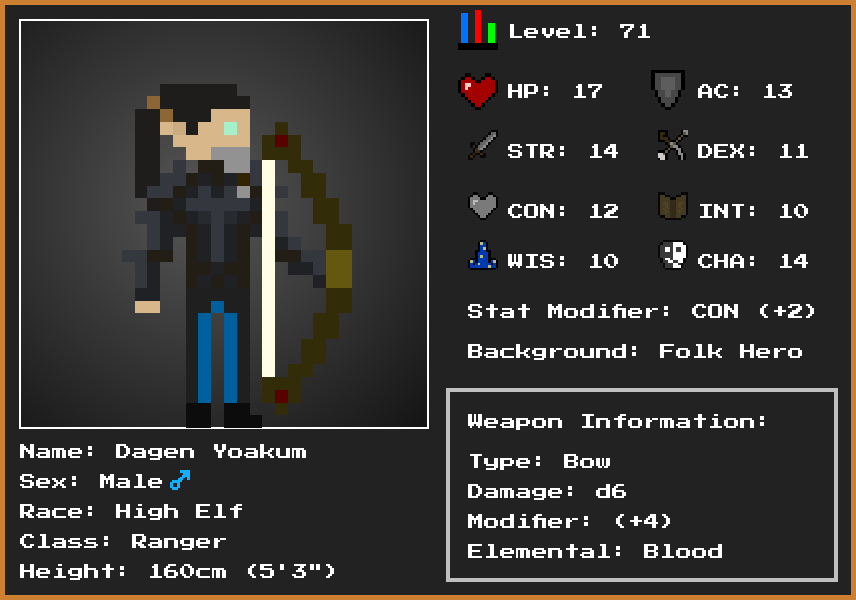 Level: 71
HP: 17
AC: 13
STR: 14
DEX: 11
CON: 12
INT: 10
WIS: 10
CHA: 14
Stat Modifier: CON (+2)
Background: Folk Hero
Name: Dagen Yoakum
Sex: Male♂
Race: High Elf
Class: Ranger
Height: 160cm (5'3")
Weapon Information:
Type: Bow
Damage: d6
Modifier: (+4)
Elemental: Blood